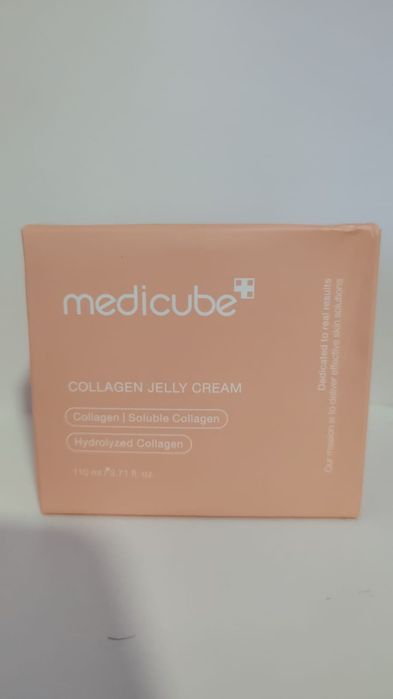 medicube
COLLAGEN JELLY CREAM
Collagen | Soluble Collagen
Hydrolyzed Collagen
110 ml / 3.71 fl. oz.
Dedicated to real results
Our mission is to deliver effective skin solutions